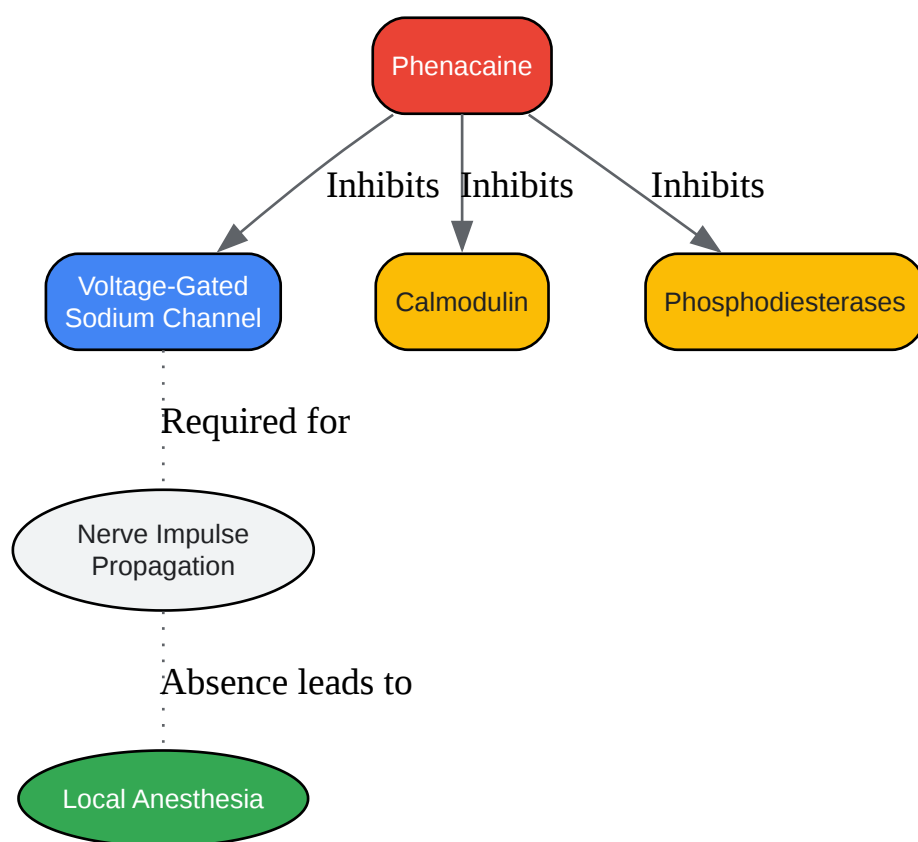 Phenacaine
Inhibits
Inhibits
Inhibits
Voltage-Gated
Sodium Channel
Calmodulin
Phosphodiesterases
Required for
Nerve Impulse
Propagation
Absence leads to
Local Anesthesia